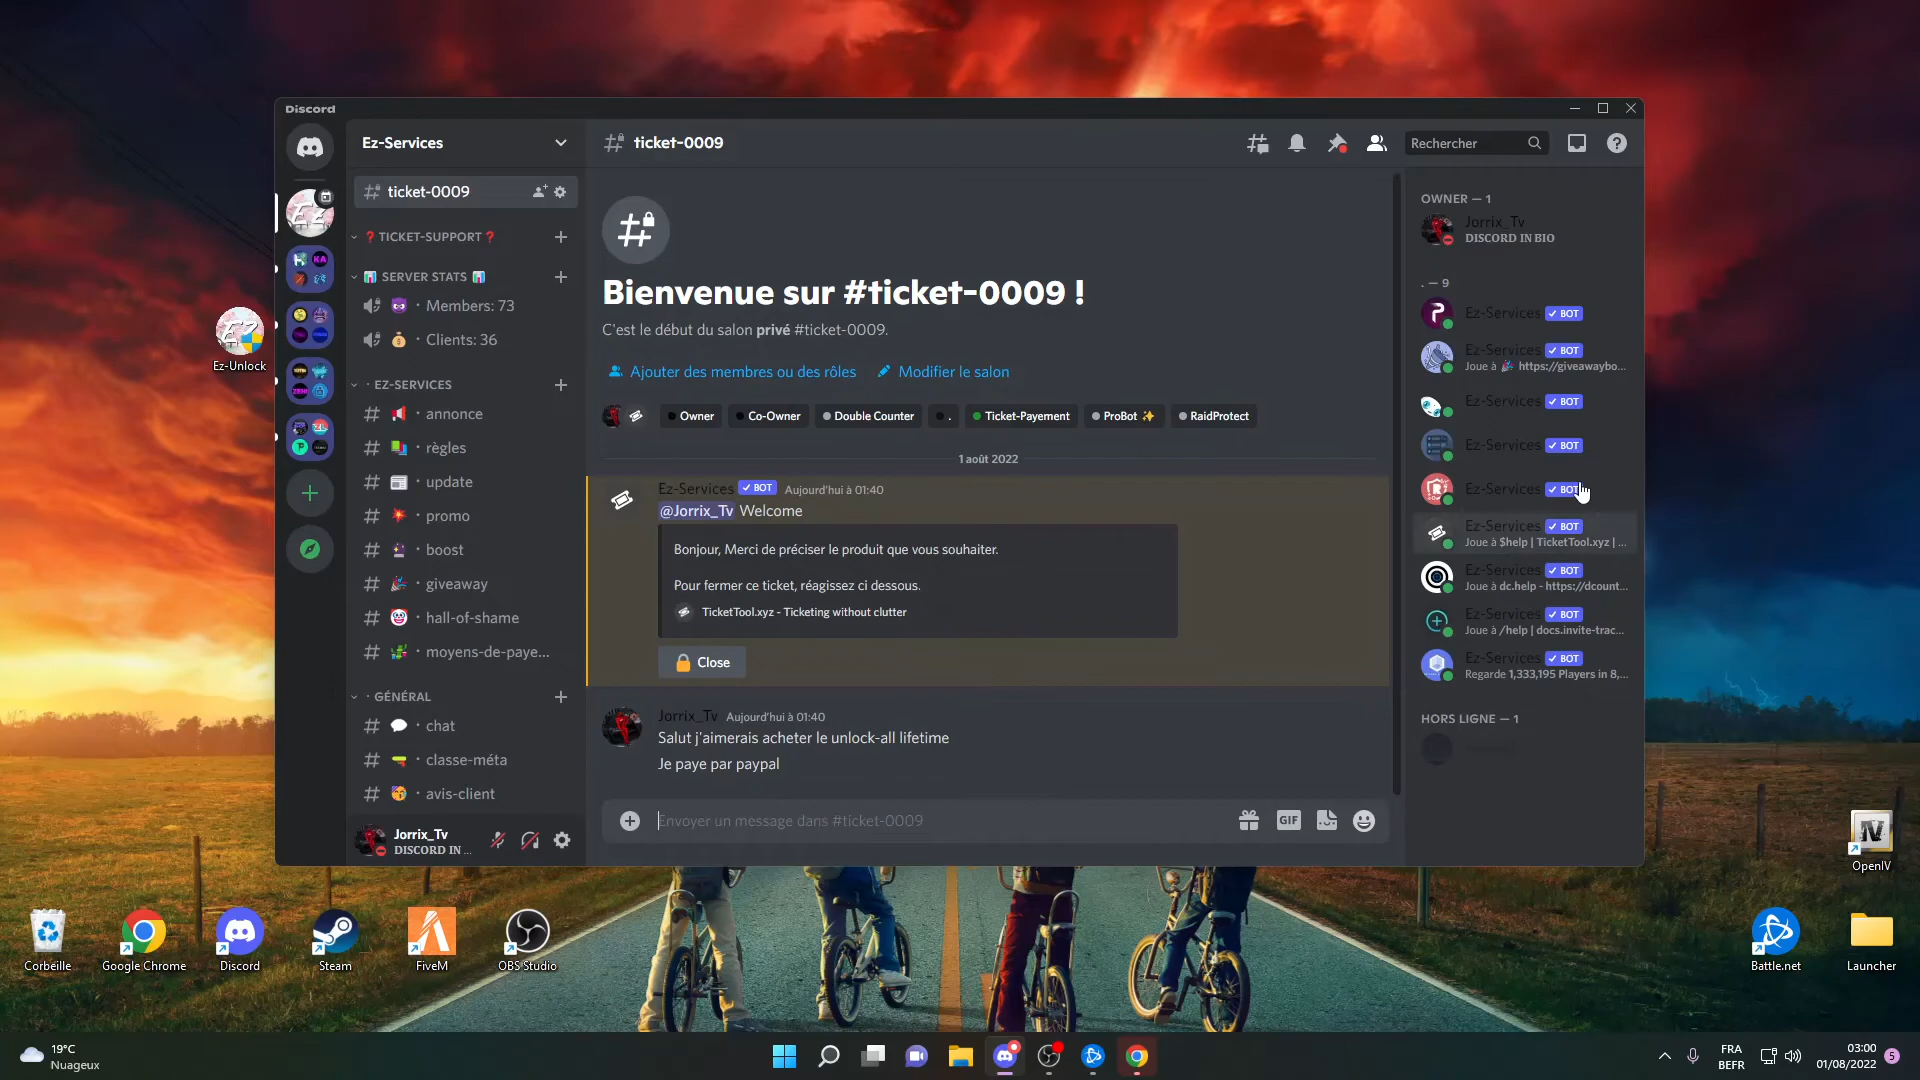 Discord
Ez-Services
ticket-0009
Rechercher
ticket-0009
❓TICKET-SUPPORT❓
📊 SERVER STATS 📊
😈・Members: 73
💰・Clients: 36
・EZ-SERVICES
📢・annonce
📗・règles
📰・update
💥・promo
🔮・boost
🎉・giveaway
🤡・hall-of-shame
💸・moyens-de-paye...
・GÉNÉRAL
💬・chat
🔫・classe-méta
🥳・avis-client
Jorrix_Tv
DISCORD IN ...
Bienvenue sur #ticket-0009 !
C'est le début du salon privé #ticket-0009.
Ajouter des membres ou des rôles
Modifier le salon
Owner
Co-Owner
Double Counter
.
Ticket-Payement
ProBot ✨
RaidProtect
1 août 2022
Ez-Services BOT Aujourd'hui à 01:40
@Jorrix_Tv Welcome
Bonjour, Merci de préciser le produit que vous souhaiter.
Pour fermer ce ticket, réagissez ci dessous.
TicketTool.xyz - Ticketing without clutter
Close
Jorrix_Tv Aujourd'hui à 01:40
Salut j'aimerais acheter le unlock-all lifetime
Je paye par paypal
Envoyer un message dans #ticket-0009
GIF
OWNER — 1
Jorrix_Tv
DISCORD IN BIO
. — 9
Ez-Services BOT
Ez-Services BOT
Joue à 🎉 https://giveawaybo...
Ez-Services BOT
Ez-Services BOT
Ez-Services BOT
Ez-Services BOT
Joue à $help | TicketTool.xyz | ...
Ez-Services BOT
Joue à dc.help - https://dcount...
Ez-Services BOT
Joue à /help | docs.invite-trac...
Ez-Services BOT
Regarde 1,333,195 Players in 8,...
HORS LIGNE — 1
Ez-Unlock
Corbeille
Google Chrome
Discord
Steam
FiveM
OBS Studio
OpenIV
Battle.net
Launcher
19°C
Nuageux
FRA
BEFR
03:00
01/08/2022
5